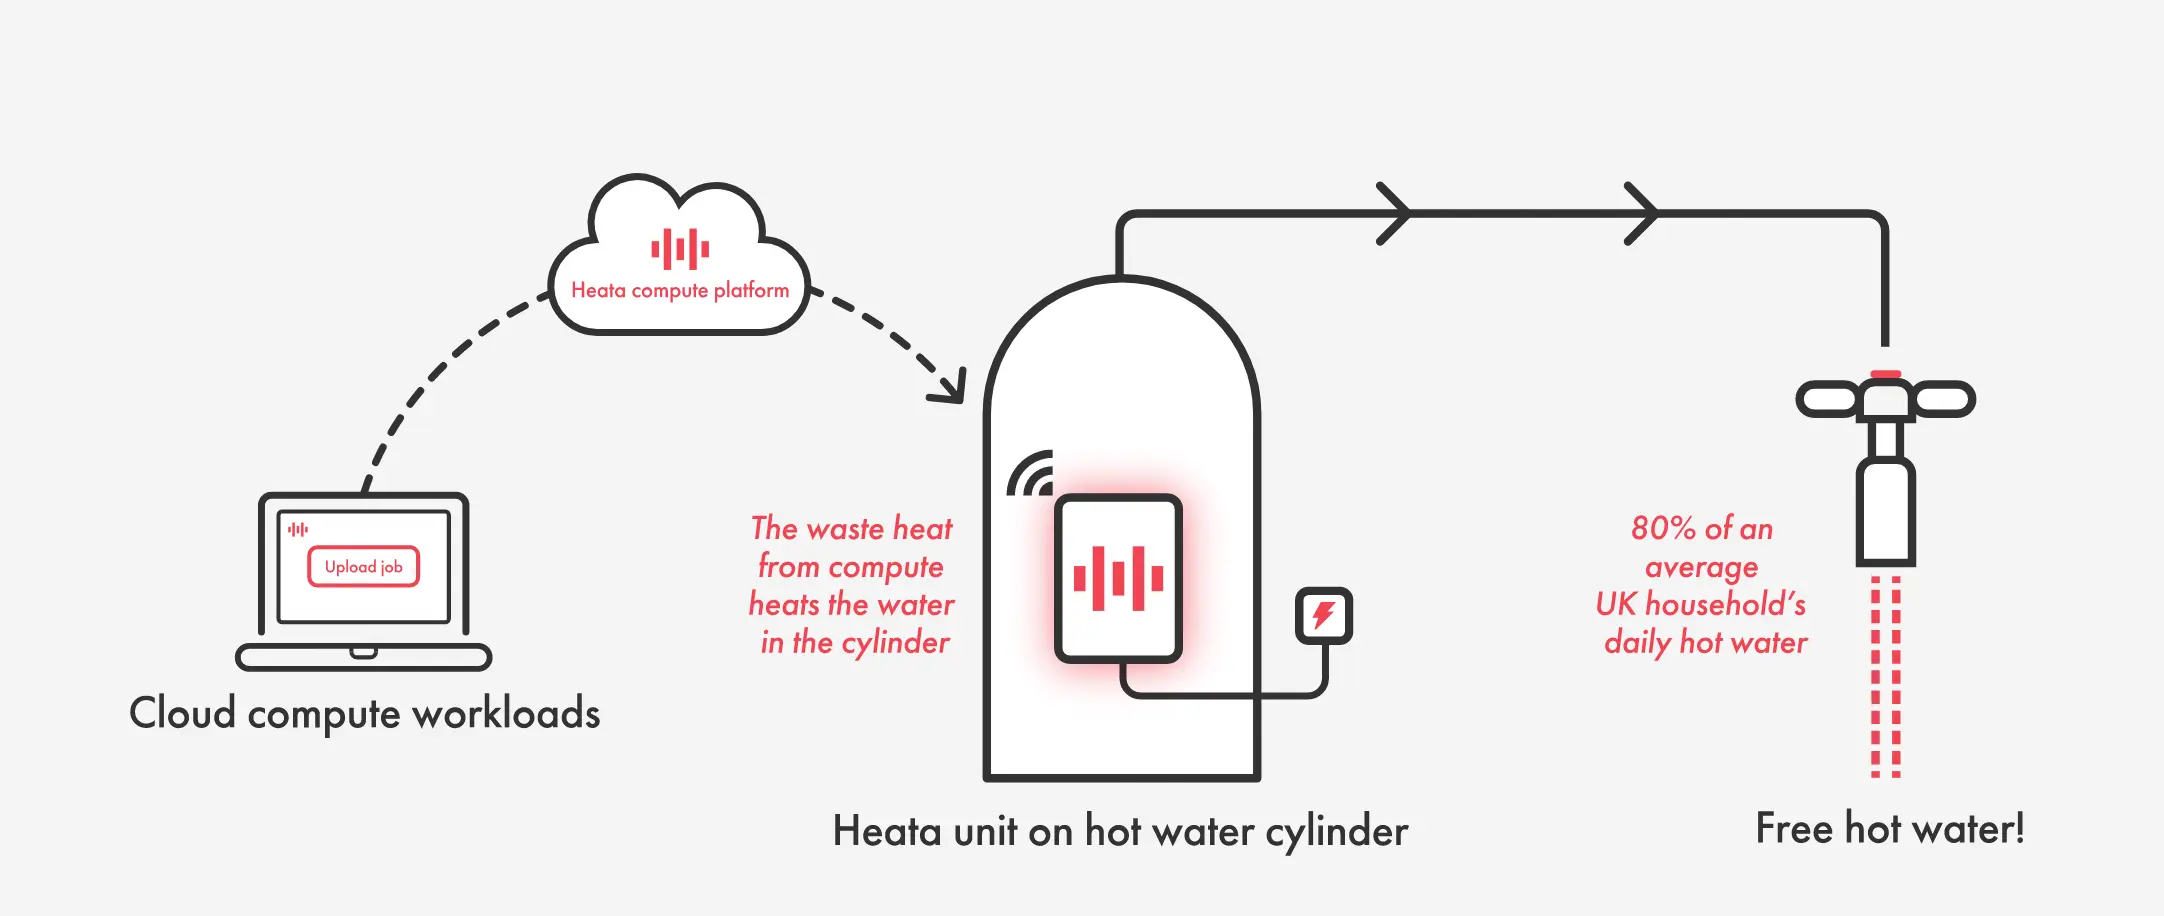 Heata compute platform
Upload job
Cloud compute workloads
The waste heat
from compute
heats the water
in the cylinder
Heata unit on hot water cylinder
80% of an
average
UK household’s
daily hot water
Free hot water!